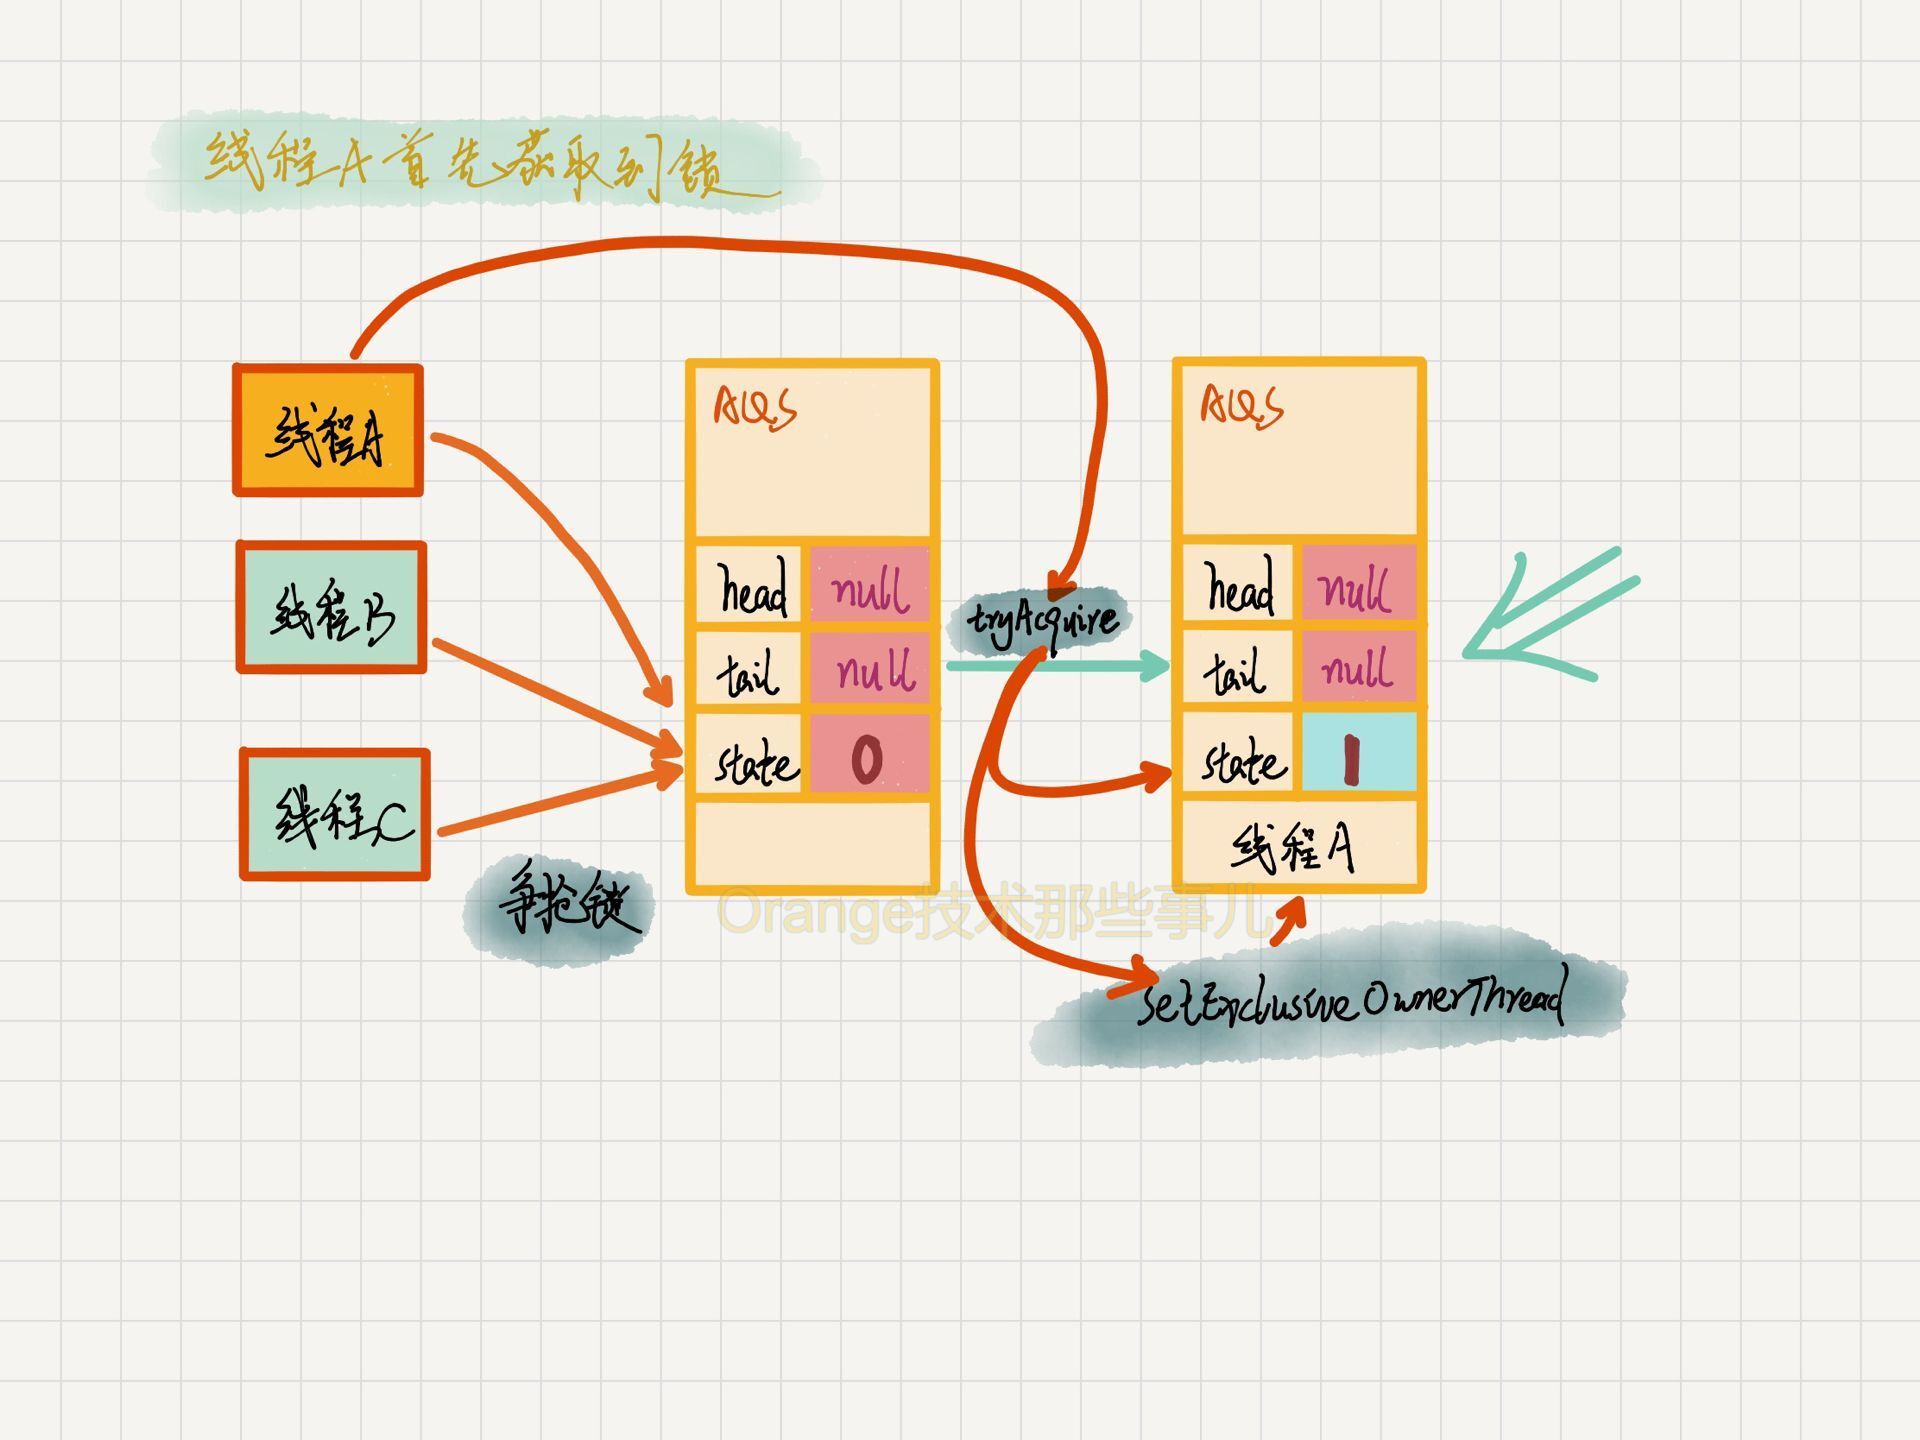 线程A首先获取到锁
线程A
线程B
线程C
争抢锁
AQS
head null
tail null
state 0
tryAcquire
AQS
head null
tail null
state 1
线程A
setExclusiveOwnerThread
Orange技术那些事儿